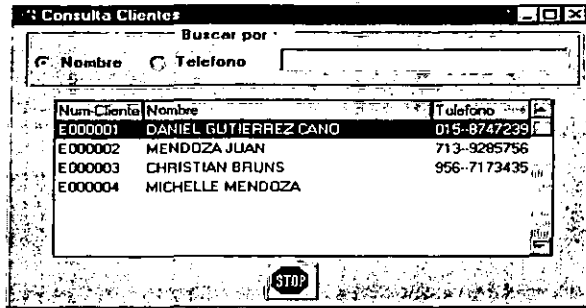 Consulta Clientes
Buscar por
Nombre Telefono
Num-Cliente Nombre Telefono
E000001 DANIEL GUTIERREZ CANO 015--8747239
E000002 MENDOZA JUAN 713--9285756
E000003 CHRISTIAN BRUNS 956--7173435
E000004 MICHELLE MENDOZA
STOP